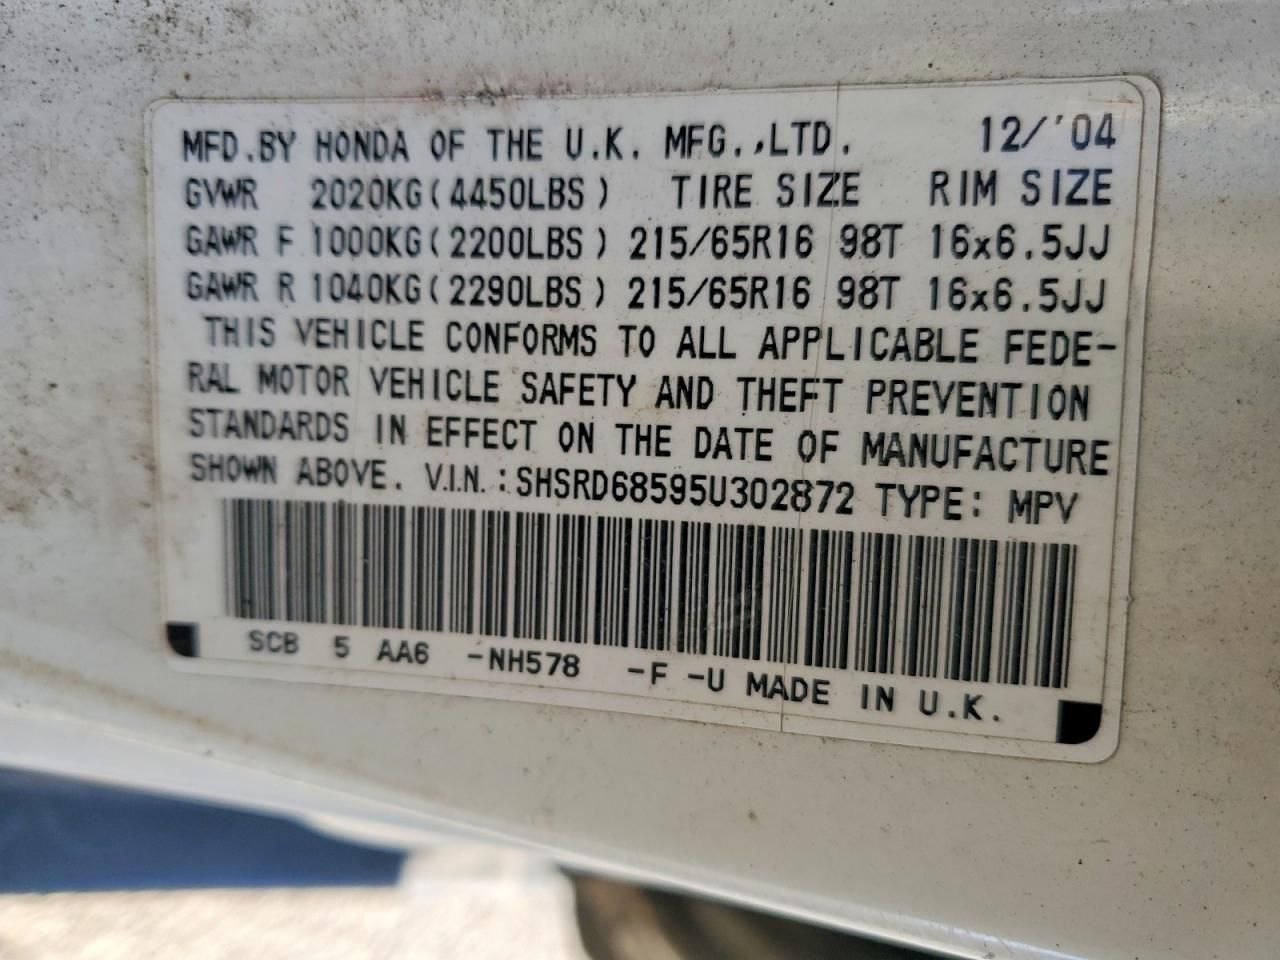 MFD.BY HONDA OF THE U.K. MFG.,LTD. 12/'04
GVWR 2020KG(4450LBS) TIRE SIZE RIM SIZE
GAWR F 1000KG(2200LBS) 215/65R16 98T 16x6.5JJ
GAWR R 1040KG(2290LBS) 215/65R16 98T 16x6.5JJ
THIS VEHICLE CONFORMS TO ALL APPLICABLE FEDE-
RAL MOTOR VEHICLE SAFETY AND THEFT PREVENTION
STANDARDS IN EFFECT ON THE DATE OF MANUFACTURE
SHOWN ABOVE. V.I.N.:SHSRD68595U302872 TYPE: MPV
SCB 5 AA6 -NH578 -F -U MADE IN U.K.